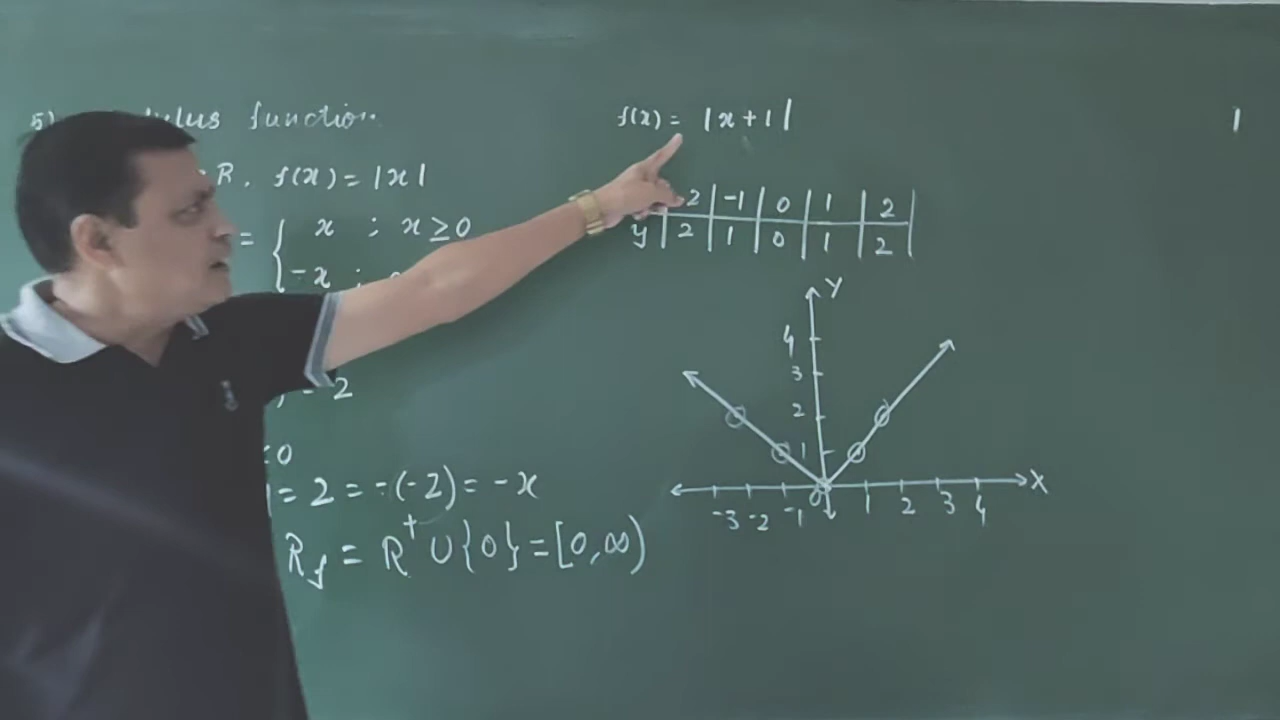 5) function
R. f(x) = |x|
= { x ; x ≥ 0
-x ;
- 2
0
= 2 = -(-2) = -x
R_f = R⁺ ∪ {0} = [0, ∞)
f(x) = |x + 1|
2 | -1 | 0 | 1 | 2
y | 2 | 1 | 0 | 1 | 2
Y
4
3
2
1
0
X
-3 -2 -1 1 2 3 4
1